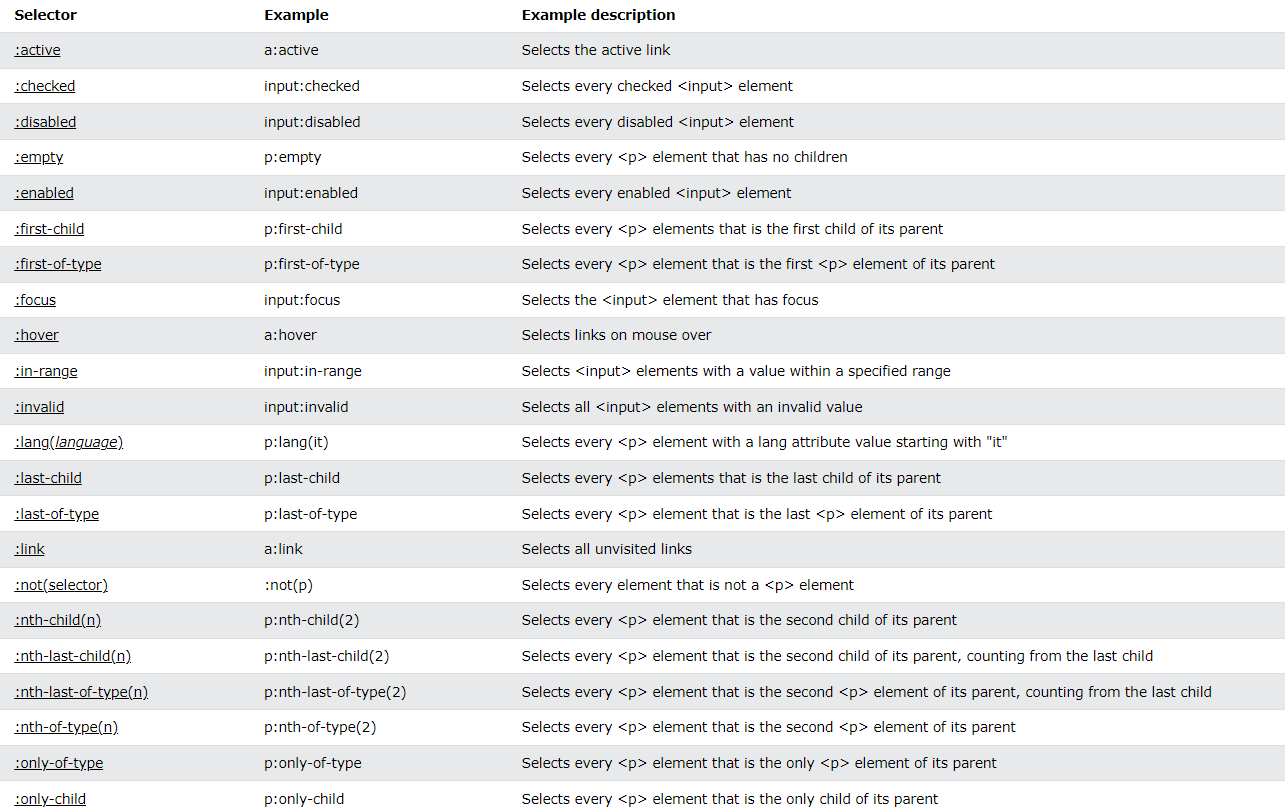 Selector Example Example description
:active a:active Selects the active link
:checked input:checked Selects every checked <input> element
:disabled input:disabled Selects every disabled <input> element
:empty p:empty Selects every <p> element that has no children
:enabled input:enabled Selects every enabled <input> element
:first-child p:first-child Selects every <p> elements that is the first child of its parent
:first-of-type p:first-of-type Selects every <p> element that is the first <p> element of its parent
:focus input:focus Selects the <input> element that has focus
:hover a:hover Selects links on mouse over
:in-range input:in-range Selects <input> elements with a value within a specified range
:invalid input:invalid Selects all <input> elements with an invalid value
:lang(language) p:lang(it) Selects every <p> element with a lang attribute value starting with "it"
:last-child p:last-child Selects every <p> elements that is the last child of its parent
:last-of-type p:last-of-type Selects every <p> element that is the last <p> element of its parent
:link a:link Selects all unvisited links
:not(selector) :not(p) Selects every element that is not a <p> element
:nth-child(n) p:nth-child(2) Selects every <p> element that is the second child of its parent
:nth-last-child(n) p:nth-last-child(2) Selects every <p> element that is the second child of its parent, counting from the last child
:nth-last-of-type(n) p:nth-last-of-type(2) Selects every <p> element that is the second <p> element of its parent, counting from the last child
:nth-of-type(n) p:nth-of-type(2) Selects every <p> element that is the second <p> element of its parent
:only-of-type p:only-of-type Selects every <p> element that is the only <p> element of its parent
:only-child p:only-child Selects every <p> element that is the only child of its parent